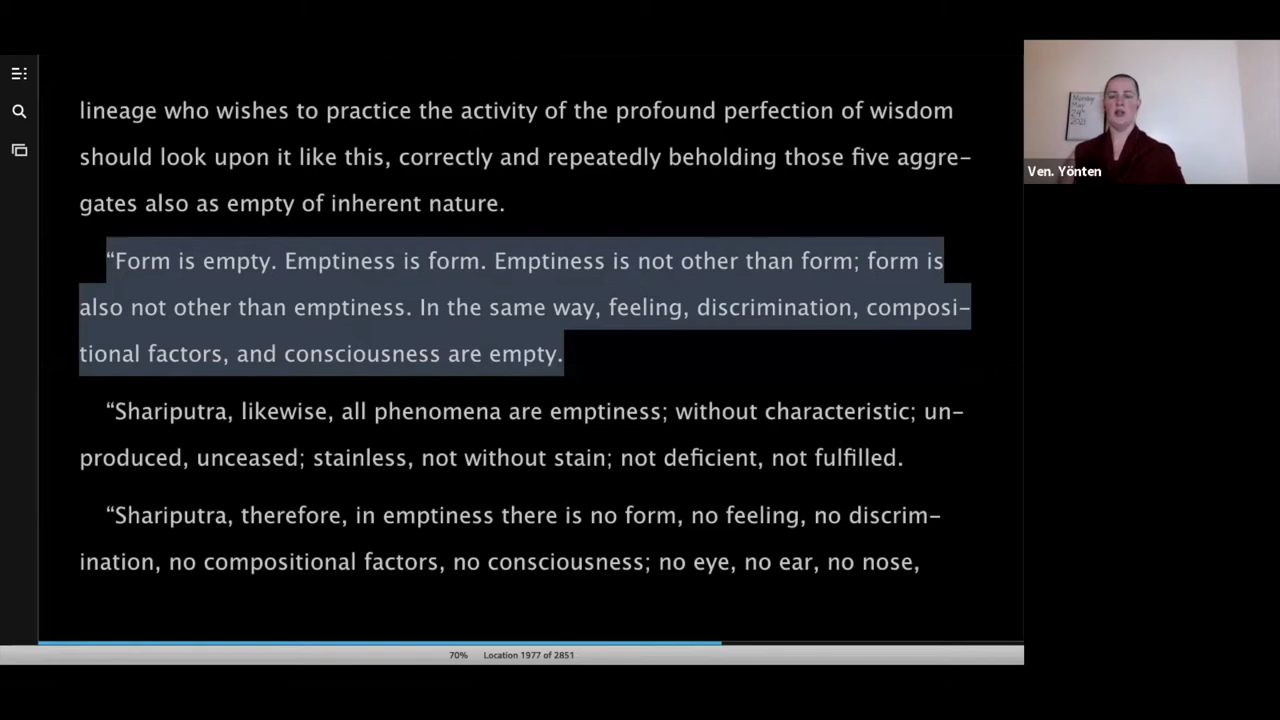 lineage who wishes to practice the activity of the profound perfection of wisdom
should look upon it like this, correctly and repeatedly beholding those five aggre-
gates also as empty of inherent nature.
“Form is empty. Emptiness is form. Emptiness is not other than form; form is
also not other than emptiness. In the same way, feeling, discrimination, composi-
tional factors, and consciousness are empty.
“Shariputra, likewise, all phenomena are emptiness; without characteristic; un-
produced, unceased; stainless, not without stain; not deficient, not fulfilled.
“Shariputra, therefore, in emptiness there is no form, no feeling, no discrim-
ination, no compositional factors, no consciousness; no eye, no ear, no nose,
70% Location 1977 of 2851
Monday
May
24th
2021
Ven. Yönten